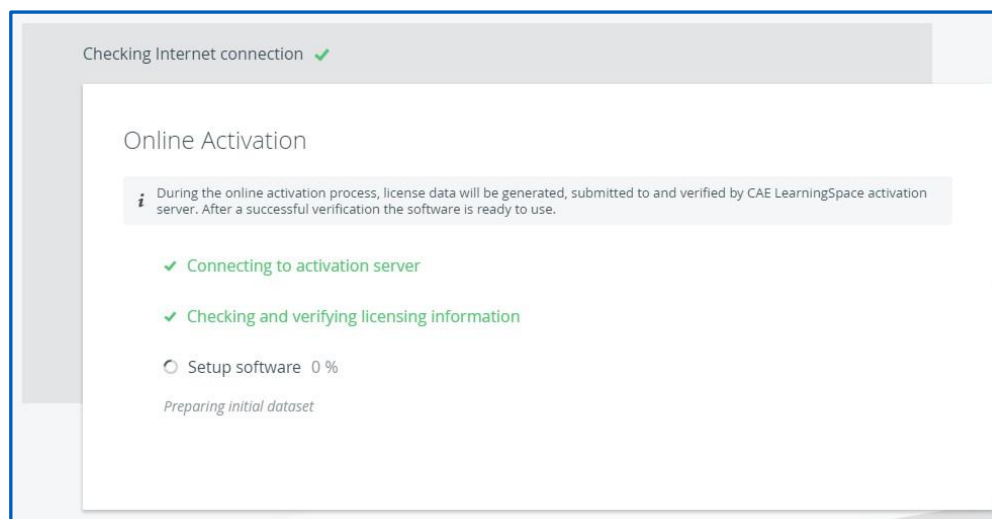 Checking Internet connection
Online Activation
During the online activation process, license data will be generated, submitted to and verified by CAE LearningSpace activation
server. After a successful verification the software is ready to use.
Connecting to activation server
Checking and verifying licensing information
Setup software 0 %
Preparing initial dataset